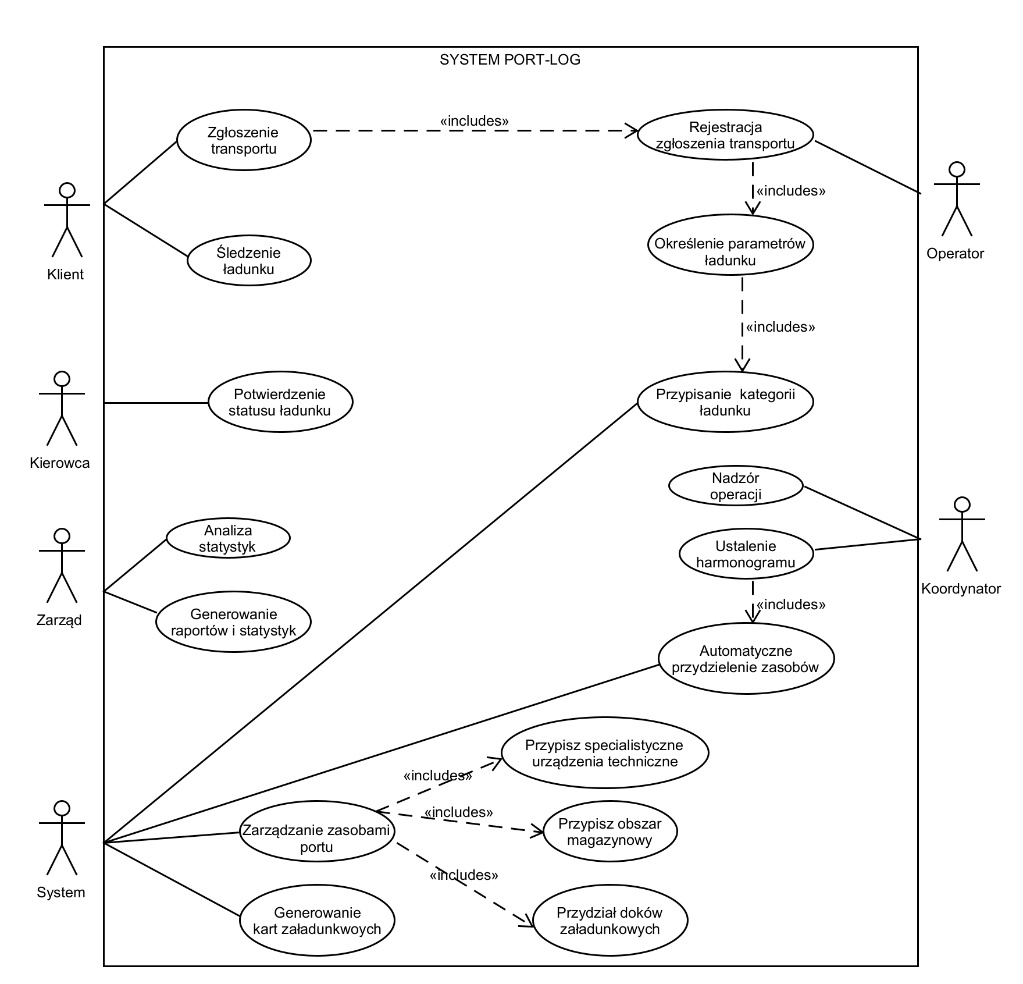 SYSTEM PORT-LOG
Zgłoszenie
transportu
«includes»
Rejestracja
zgłoszenia transportu
«includes»
Klient
Śledzenie
ładunku
Określenie parametrów
ładunku
Operator
«includes»
Kierowca
Potwierdzenie
statusu ładunku
Przypisanie kategorii
ładunku
Nadzór
operacji
Zarząd
Analiza
statystyk
Ustalenie
harmonogramu
Koordynator
Generowanie
raportów i statystyk
«includes»
Automatyczne
przydzielenie zasobów
Przypisz specialistyczne
urządzenia techniczne
«includes»
«includes»
System
Zarządzanie zasobami
portu
Przypisz obszar
magazynowy
«includes»
Generowanie
kart załadunkwoych
Przydział doków
załadunkowych